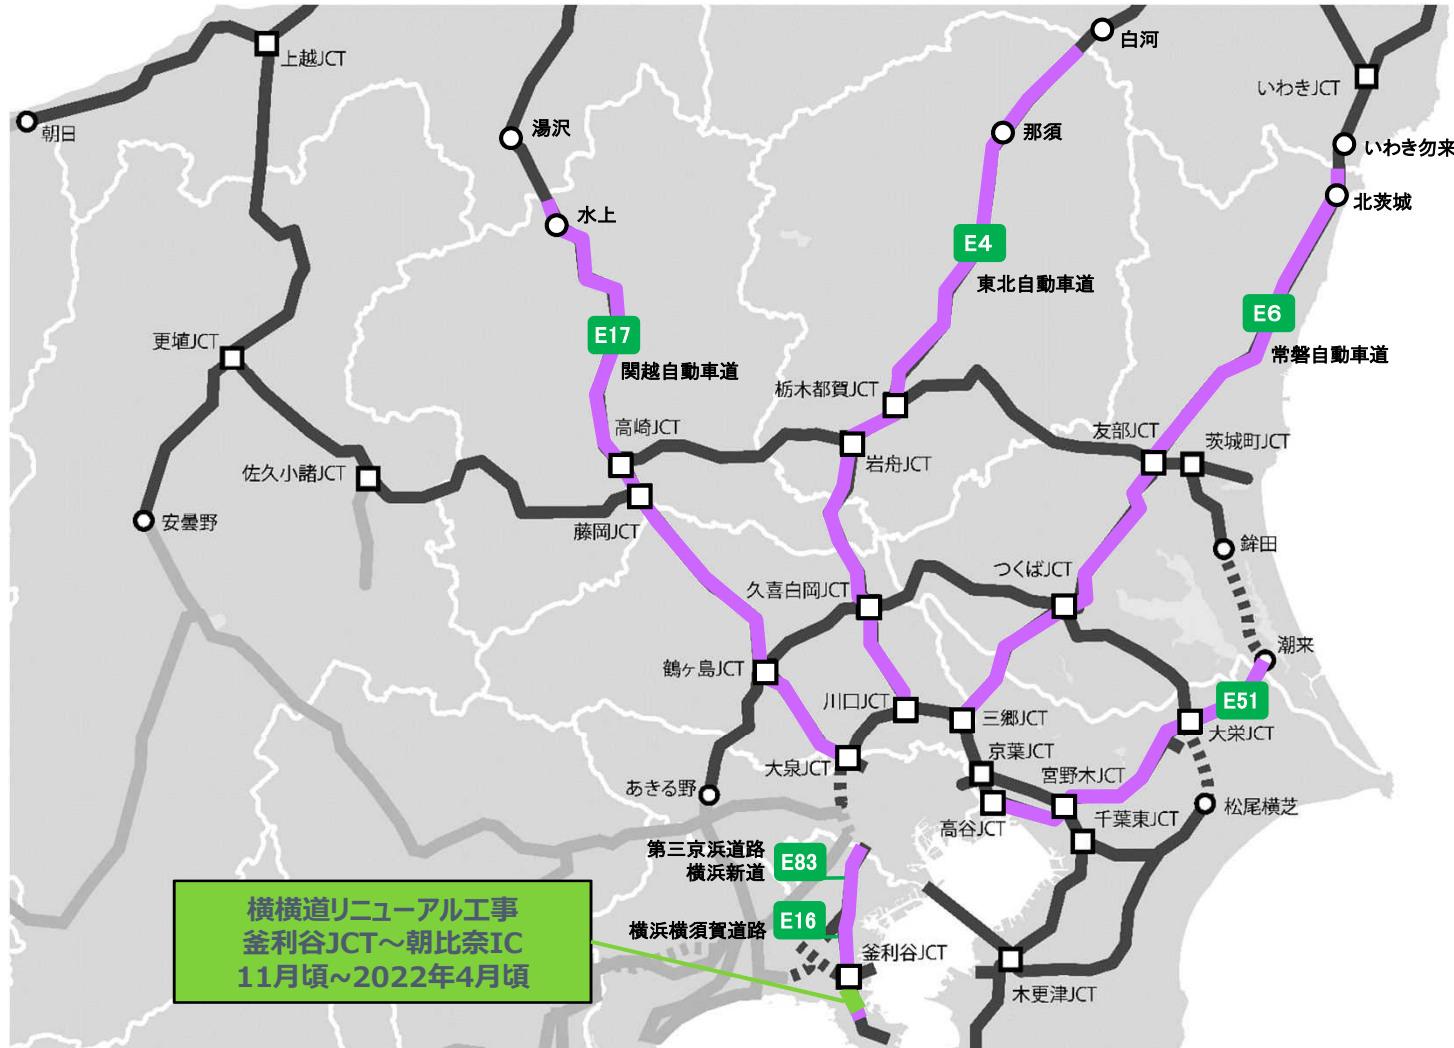 白河
上越JCT
いわきJCT
朝日
湯沢
那須
いわき勿来
北茨城
水上
E4
東北自動車道
E6
E17
更埴JCT
常磐自動車道
関越自動車道
栃木都賀JCT
高崎JCT
友部JCT
茨城町JCT
岩舟JCT
佐久小諸JCT
安曇野
藤岡JCT
鉾田
つくばJCT
久喜白岡JCT
潮来
鶴ヶ島JCT
E51
川口JCT
三郷JCT
大栄JCT
京葉JCT
大泉JCT
宮野木JCT
あきる野
松尾横芝
高谷JCT
千葉東JCT
第三京浜道路
横浜新道
E83
E16
横浜横須賀道路
釜利谷JCT
木更津JCT
横横道リニューアル工事
釜利谷JCT～朝比奈IC
11月頃～2022年4月頃